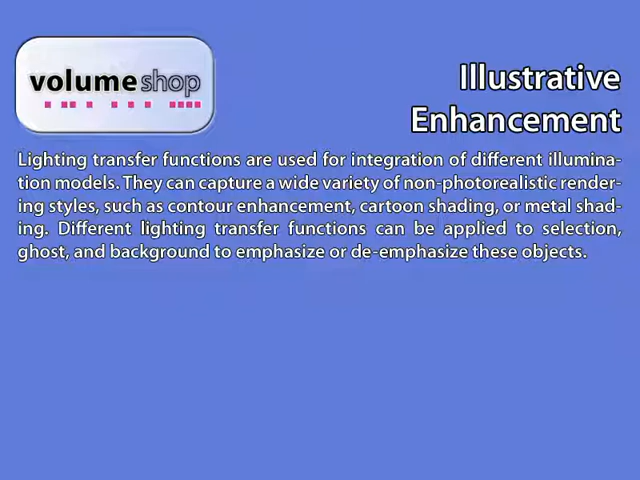 volumeshop
Illustrative
Enhancement
Lighting transfer functions are used for integration of different illumina-
tion models. They can capture a wide variety of non-photorealistic render-
ing styles, such as contour enhancement, cartoon shading, or metal shad-
ing. Different lighting transfer functions can be applied to selection,
ghost, and background to emphasize or de-emphasize these objects.